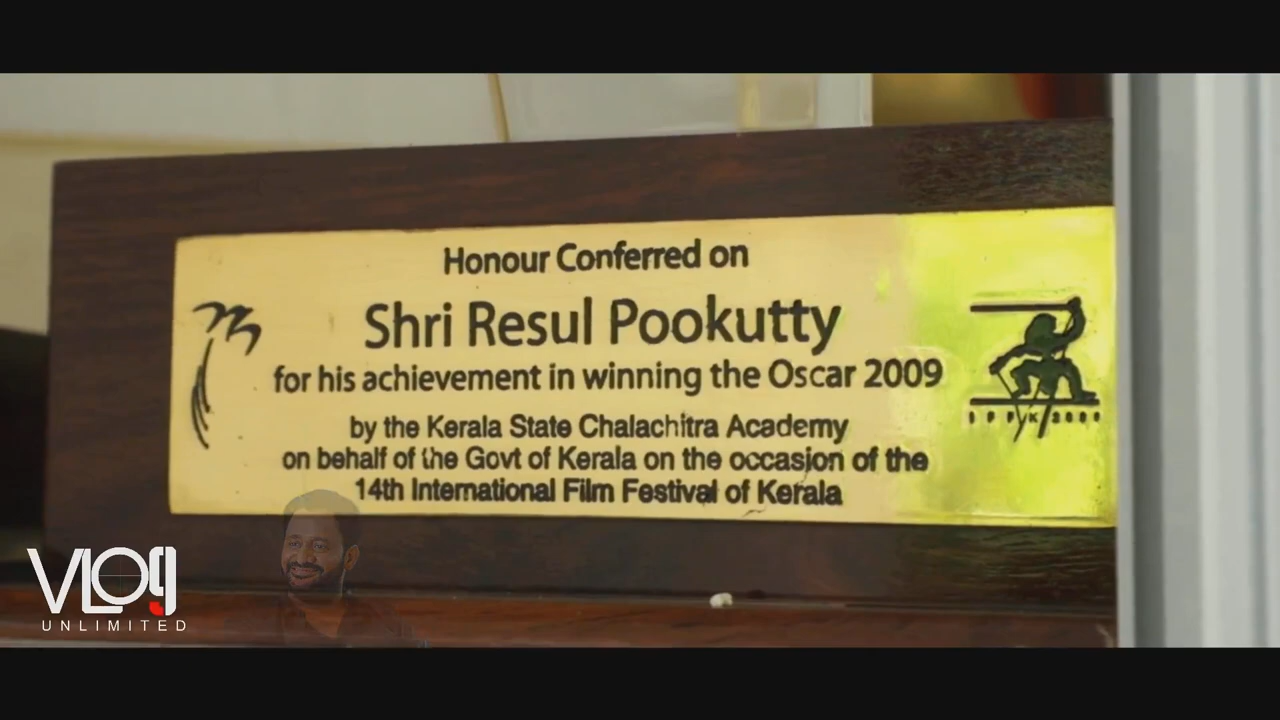 Honour Conferred on
Shri Resul Pookutty
for his achievement in winning the Oscar 2009
by the Kerala State Chalachitra Academy
on behalf of the Govt of Kerala on the occasion of the
14th International Film Festival of Kerala
IFFK 2009
VLOg
UNLIMITED